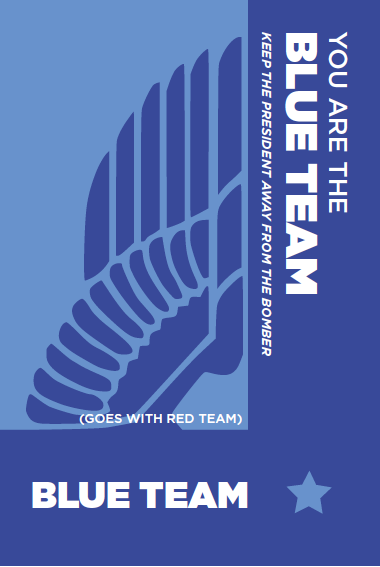 YOU ARE THE
BLUE TEAM
KEEP THE PRESIDENT AWAY FROM THE BOMBER
(GOES WITH RED TEAM)
BLUE TEAM